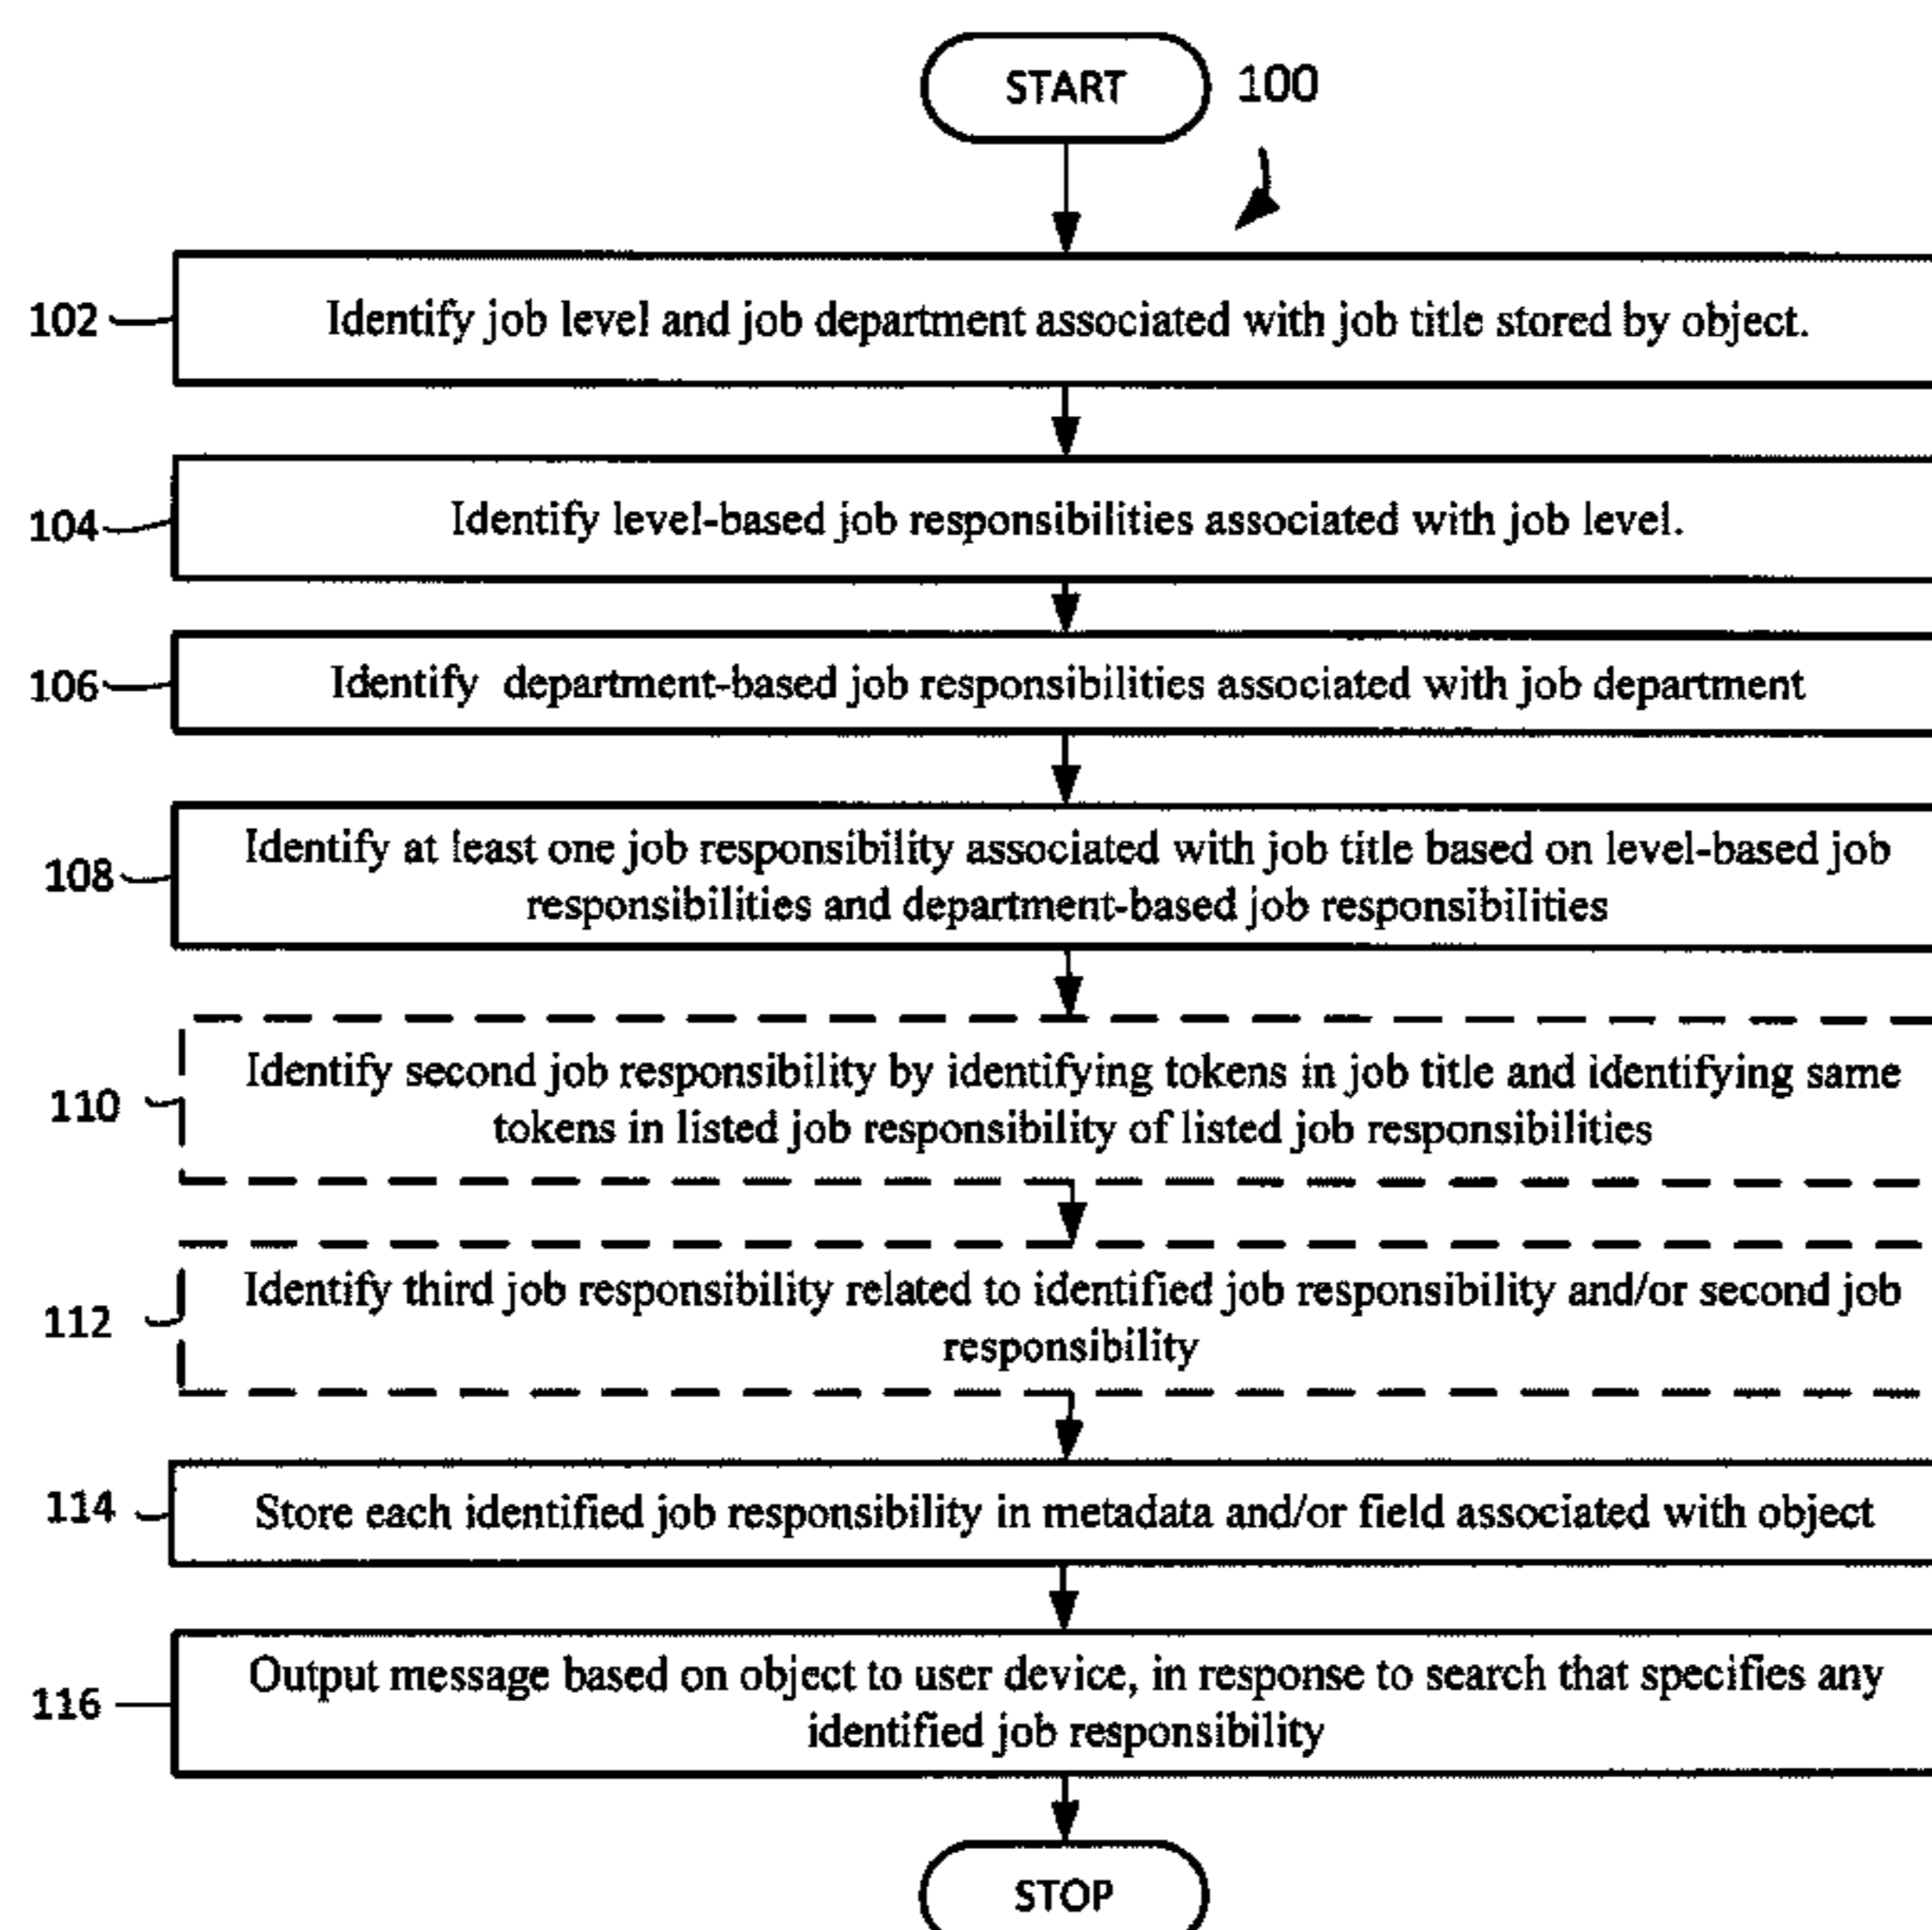 START
100
102
Identify job level and job department associated with job title stored by object.
104
Identify level-based job responsibilities associated with job level.
106
Identify department-based job responsibilities associated with job department
108
Identify at least one job responsibility associated with job title based on level-based job
responsibilities and department-based job responsibilities
110
Identify second job responsibility by identifying tokens in job title and identifying same
tokens in listed job responsibility of listed job responsibilities
112
Identify third job responsibility related to identified job responsibility and/or second job
responsibility
114
Store each identified job responsibility in metadata and/or field associated with object
116
Output message based on object to user device, in response to search that specifies any
identified job responsibility
STOP